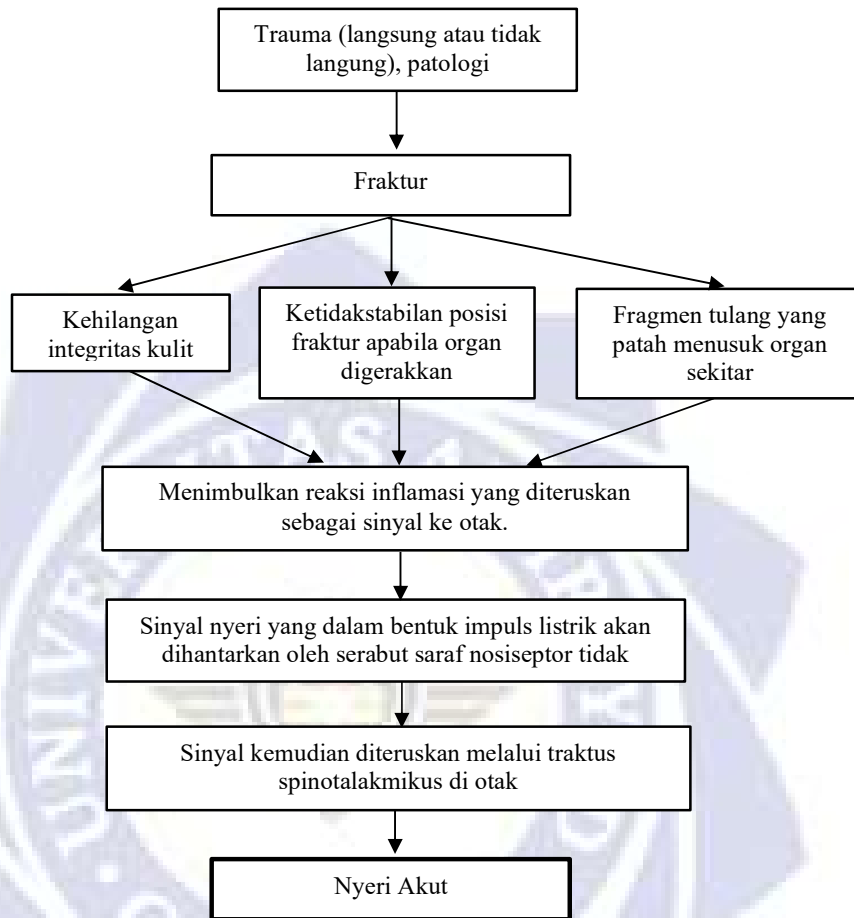 Trauma (langsung atau tidak
langung), patologi
Fraktur
Kehilangan
integritas kulit
Ketidakstabilan posisi
fraktur apabila organ
digerakkan
Fragmen tulang yang
patah menusuk organ
sekitar
Menimbulkan reaksi inflamasi yang diteruskan
sebagai sinyal ke otak.
Sinyal nyeri yang dalam bentuk impuls listrik akan
dihantarkan oleh serabut saraf nosiseptor tidak
Sinyal kemudian diteruskan melalui traktus
spinotalakmikus di otak
Nyeri Akut